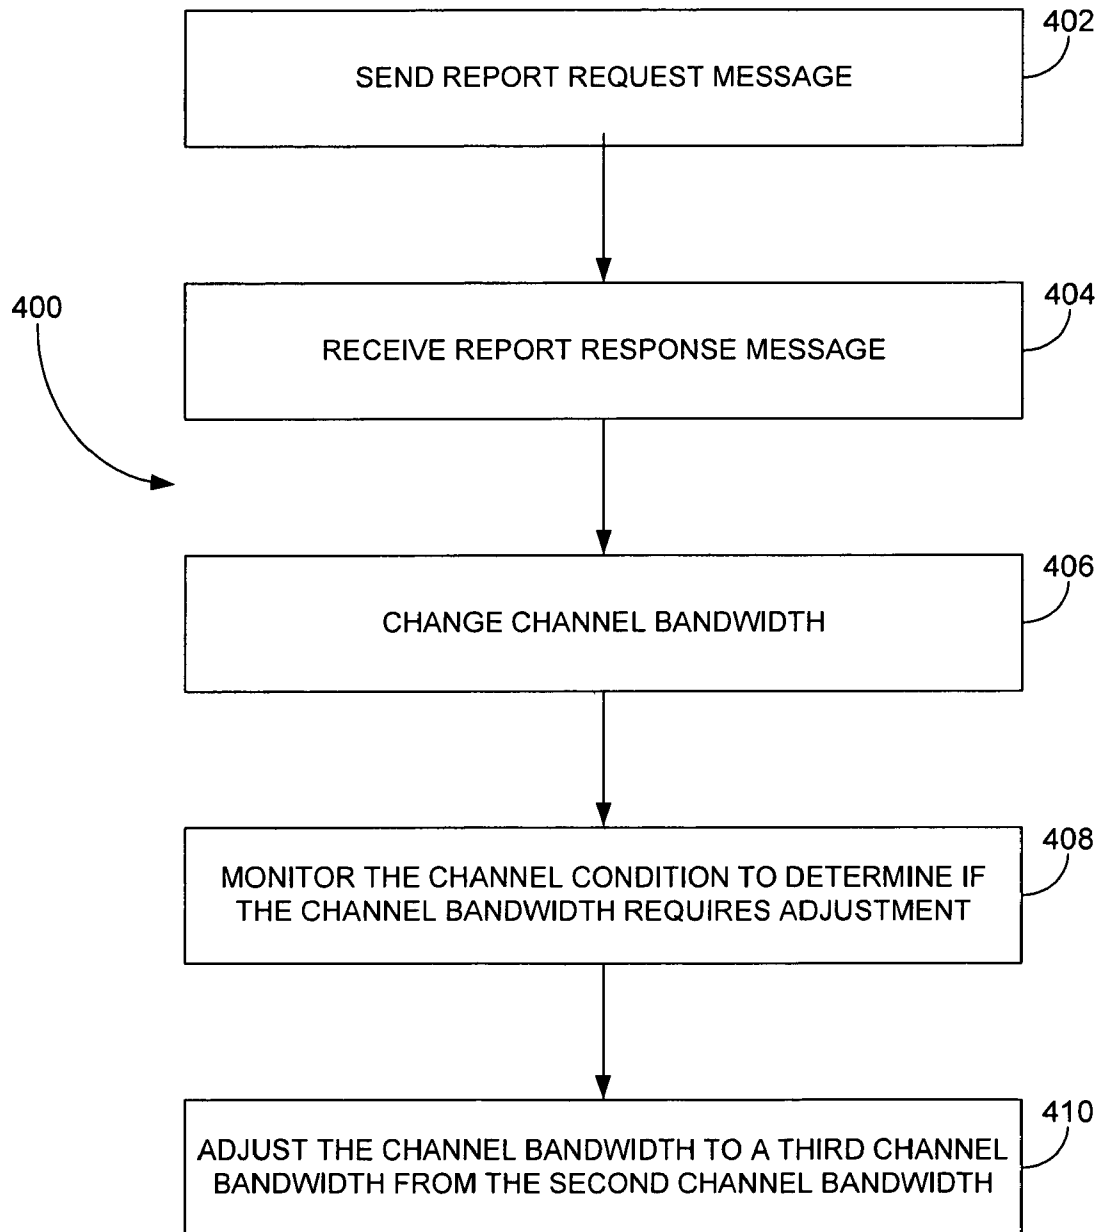 402
SEND REPORT REQUEST MESSAGE
404
400
RECEIVE REPORT RESPONSE MESSAGE
406
CHANGE CHANNEL BANDWIDTH
408
MONITOR THE CHANNEL CONDITION TO DETERMINE IF
THE CHANNEL BANDWIDTH REQUIRES ADJUSTMENT
410
ADJUST THE CHANNEL BANDWIDTH TO A THIRD CHANNEL
BANDWIDTH FROM THE SECOND CHANNEL BANDWIDTH